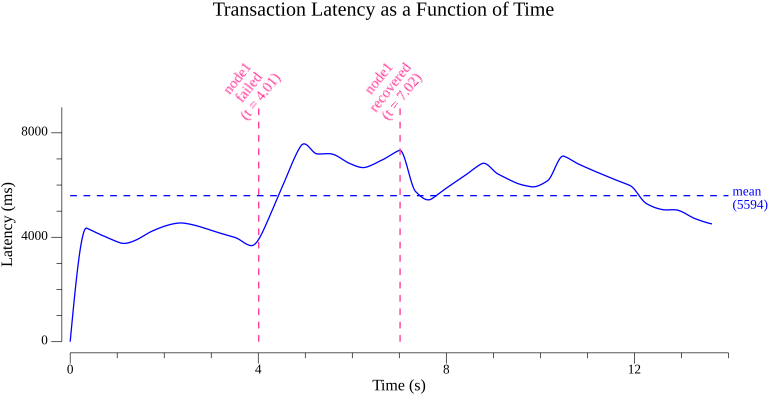 Transaction Latency as a Function of Time
node1
failed
(t = 4.01)
node1
recovered
(t = 7.02)
8000
4000
0
Latency (ms)
mean
(5594)
0
4
8
12
Time (s)